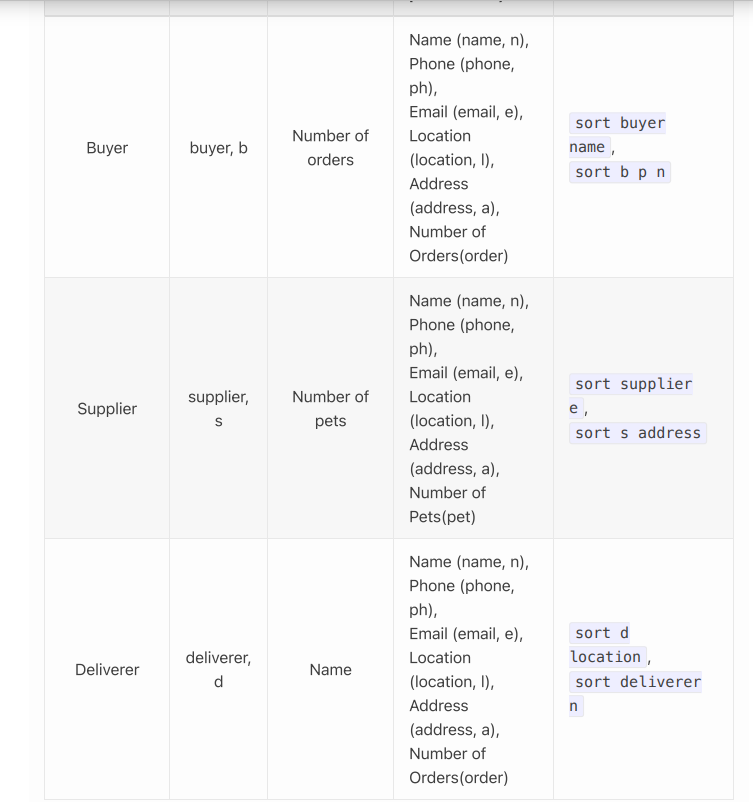 Buyer
buyer, b
Number of
orders
Name (name, n),
Phone (phone,
ph),
Email (email, e),
Location
(location, l),
Address
(address, a),
Number of
Orders(order)
sort buyer
name ,
sort b p n
Supplier
supplier,
s
Number of
pets
Name (name, n),
Phone (phone,
ph),
Email (email, e),
Location
(location, l),
Address
(address, a),
Number of
Pets(pet)
sort supplier
e ,
sort s address
Deliverer
deliverer,
d
Name
Name (name, n),
Phone (phone,
ph),
Email (email, e),
Location
(location, l),
Address
(address, a),
Number of
Orders(order)
sort d
location ,
sort deliverer
n